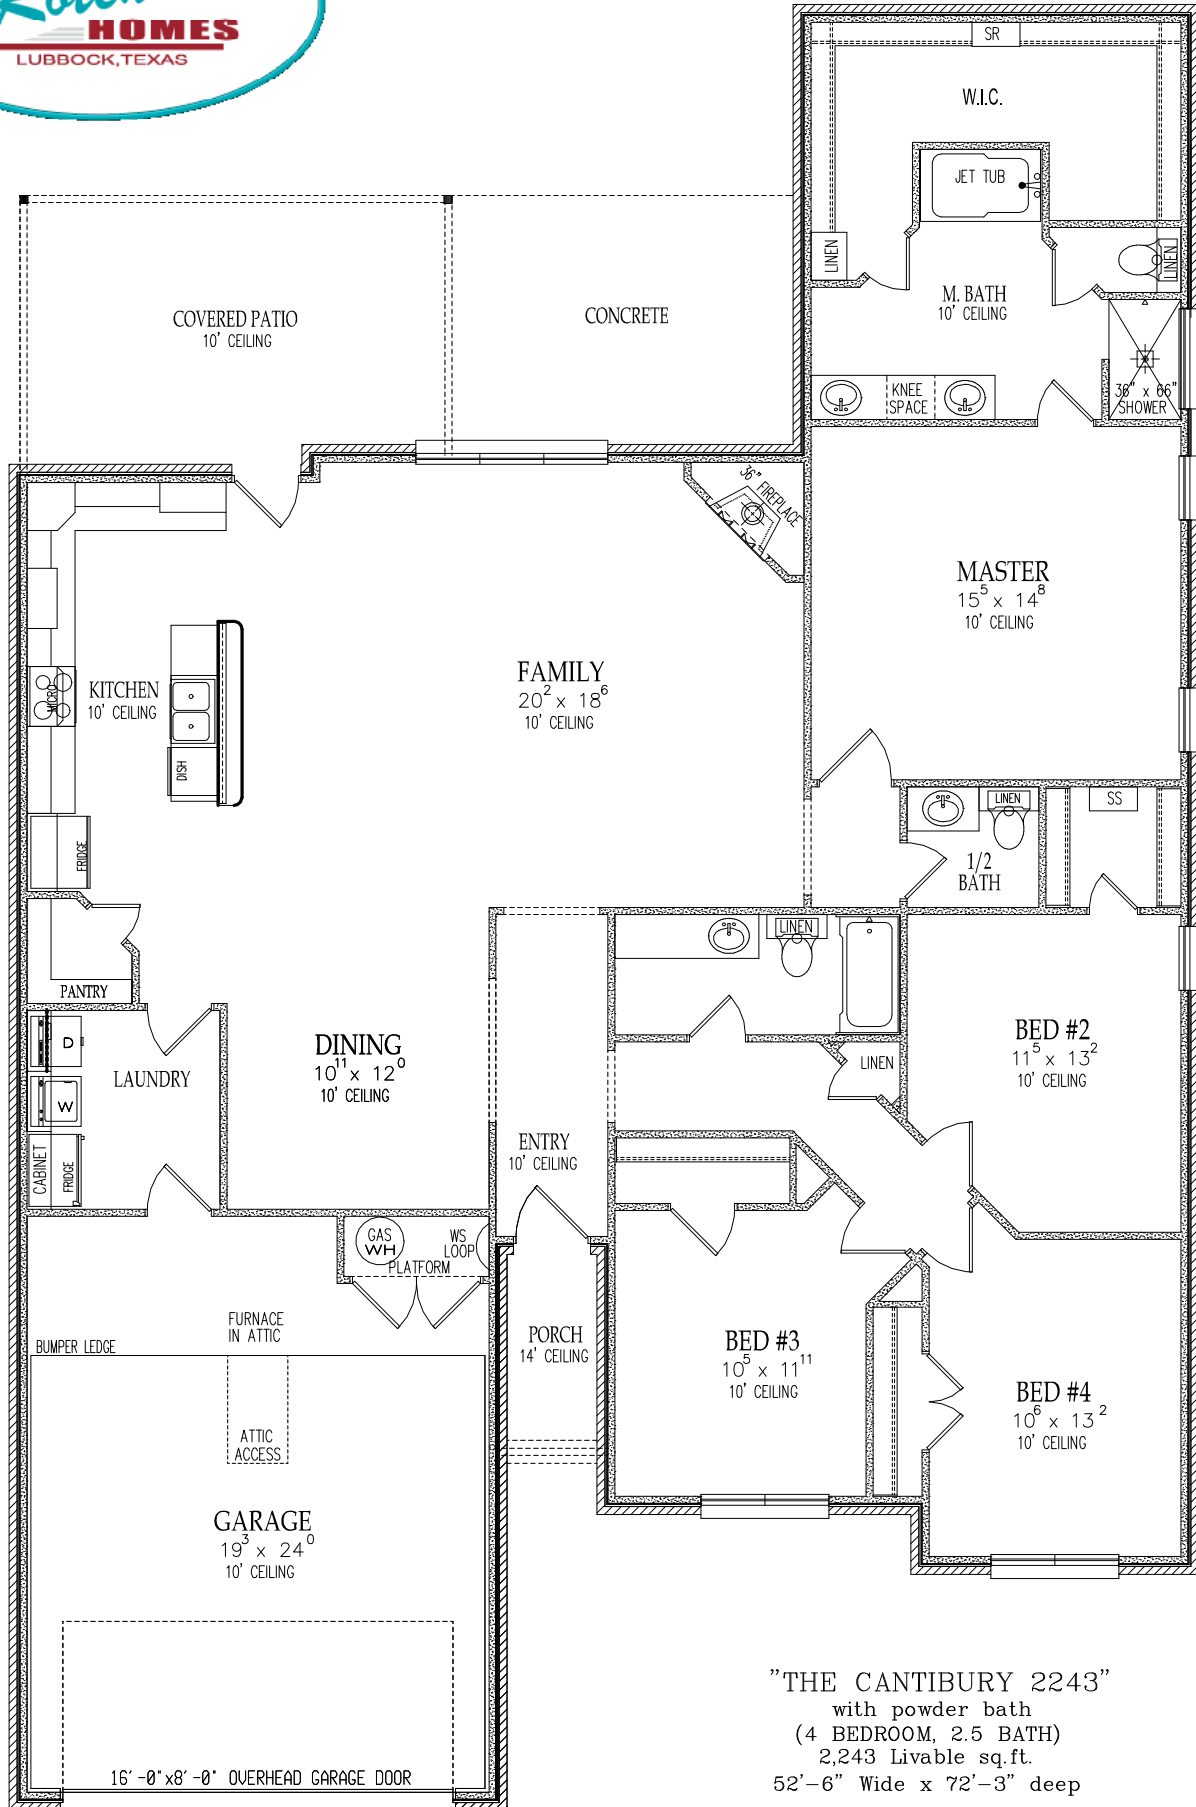 HOMES
LUBBOCK,TEXAS
SR
W.I.C.
JET TUB
LINEN
LINEN
M. BATH
10' CEILING
COVERED PATIO
10' CEILING
CONCRETE
KNEE
SPACE
36" x 66"
SHOWER
36" FIREPLACE
MASTER
15⁵ x 14⁸
10' CEILING
FAMILY
20² x 18⁶
10' CEILING
MICRO
KITCHEN
10' CEILING
DISH
FRIDGE
LINEN
SS
1/2
BATH
LINEN
PANTRY
D
W
LAUNDRY
CABINET
FRIDGE
DINING
10¹¹ x 12⁰
10' CEILING
BED #2
11⁵ x 13²
10' CEILING
LINEN
ENTRY
10' CEILING
GAS
WH
WS
LOOP
PLATFORM
FURNACE
IN ATTIC
BUMPER LEDGE
PORCH
14' CEILING
BED #3
10⁵ x 11¹¹
10' CEILING
BED #4
10⁶ x 13²
10' CEILING
ATTIC
ACCESS
GARAGE
19³ x 24⁰
10' CEILING
16'-0"x8'-0" OVERHEAD GARAGE DOOR
"THE CANTIBURY 2243"
with powder bath
(4 BEDROOM, 2.5 BATH)
2,243 Livable sq.ft.
52'-6" Wide x 72'-3" deep